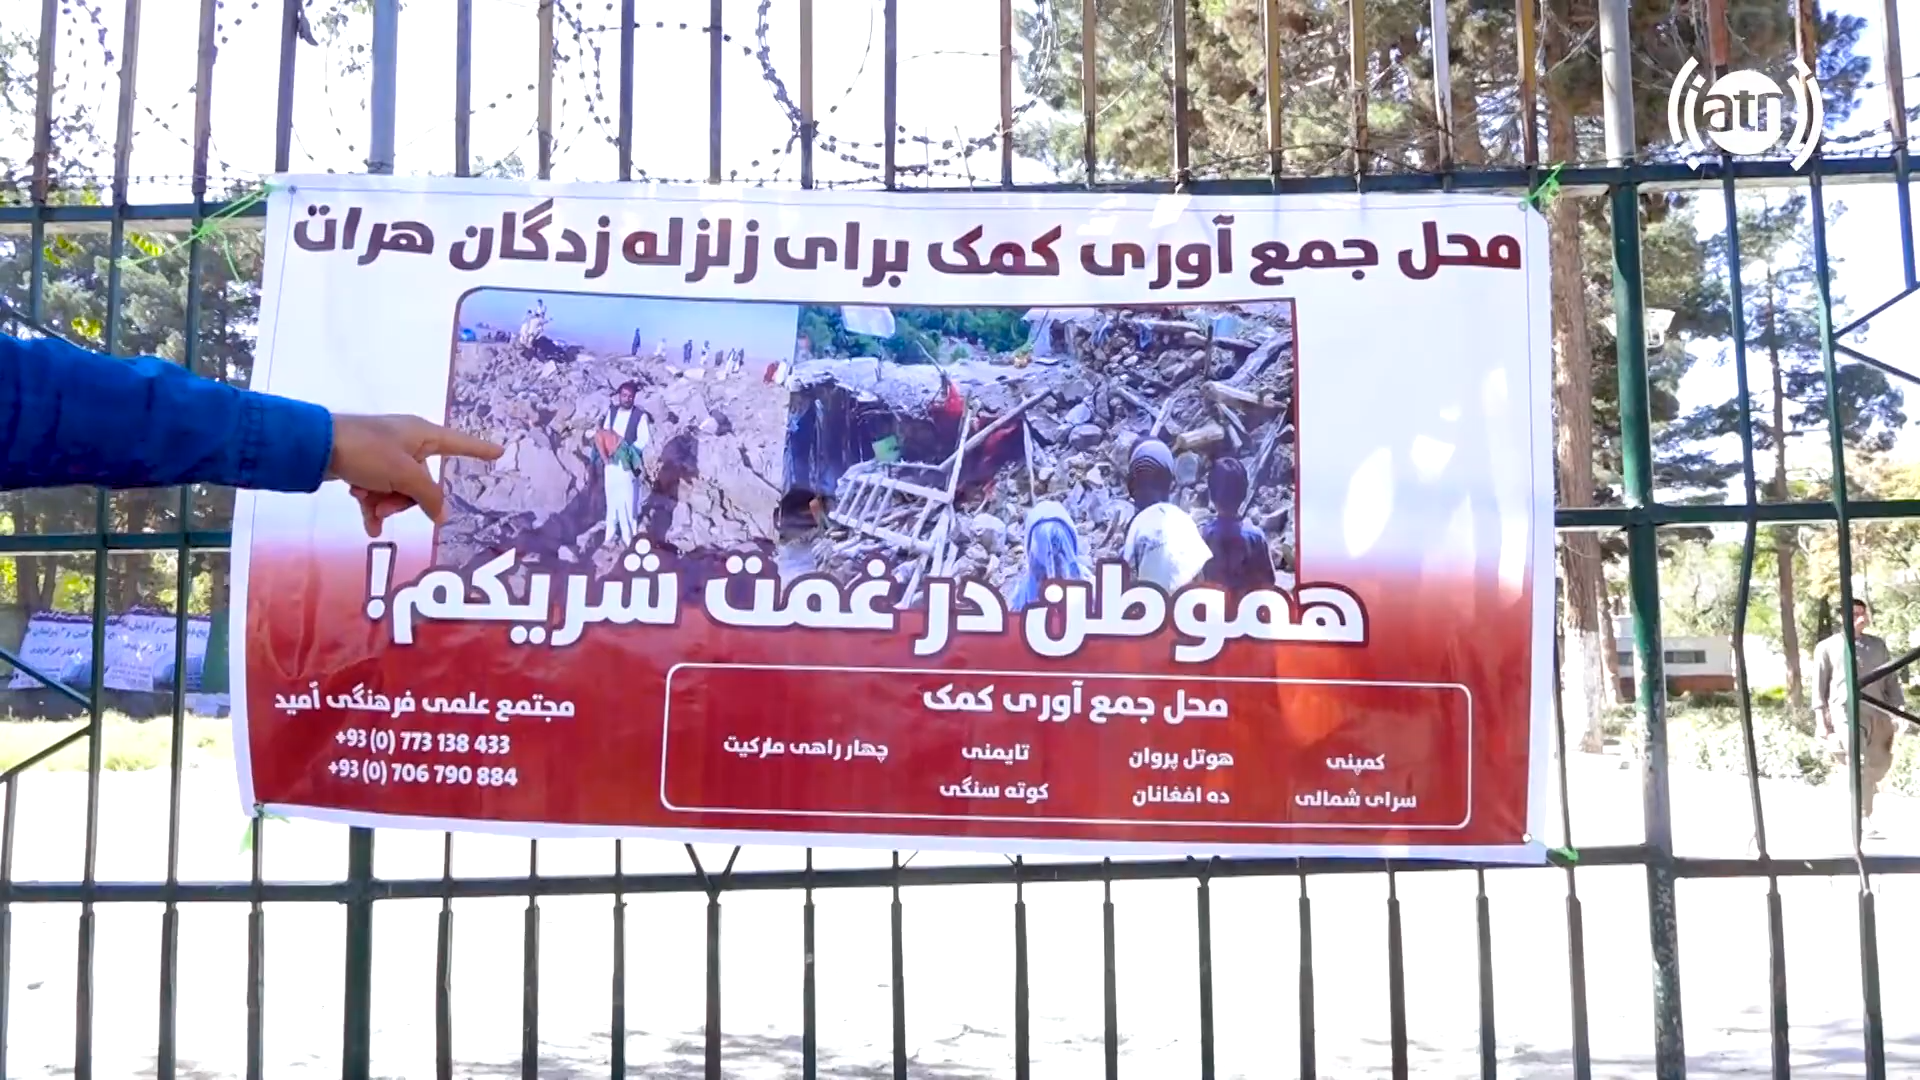 محل جمع آوری کمک برای زلزله زدگان هرات
هموطن در غمت شریکم!
محل جمع آوری کمک
کمپنی
هوتل پروان
تایمنی
چهار راهی مارکیت
سرای شمالی
ده افغانان
کوته سنگی
مجتمع علمی فرهنگی اُمید
+93 (0) 773 138 433
+93 (0) 706 790 884
atn